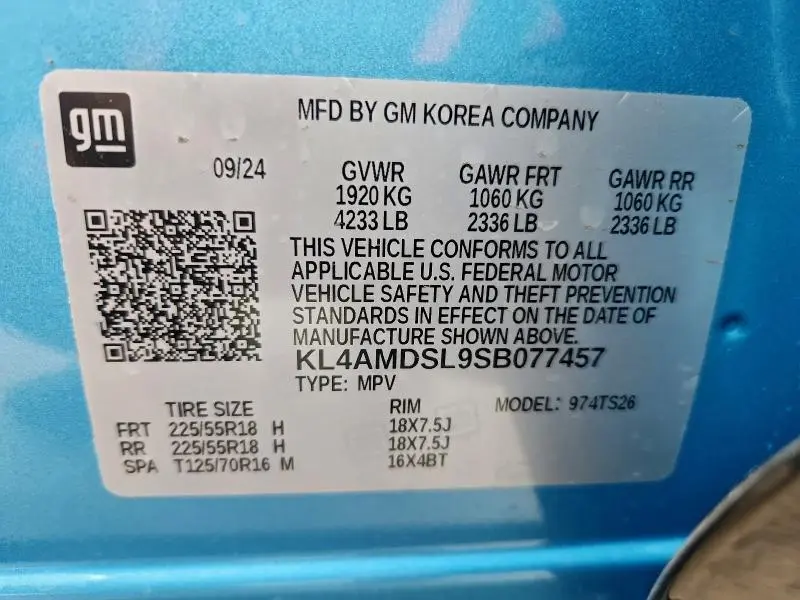 gm
MFD BY GM KOREA COMPANY
09/24
GVWR GAWR FRT GAWR RR
1920 KG 1060 KG 1060 KG
4233 LB 2336 LB 2336 LB
THIS VEHICLE CONFORMS TO ALL
APPLICABLE U.S. FEDERAL MOTOR
VEHICLE SAFETY AND THEFT PREVENTION
STANDARDS IN EFFECT ON THE DATE OF
MANUFACTURE SHOWN ABOVE.
KL4AMDSL9SB077457
TYPE: MPV
TIRE SIZE RIM MODEL: 974TS26
FRT 225/55R18 H 18X7.5J
RR 225/55R18 H 18X7.5J
SPA T125/70R16 M 16X4BT